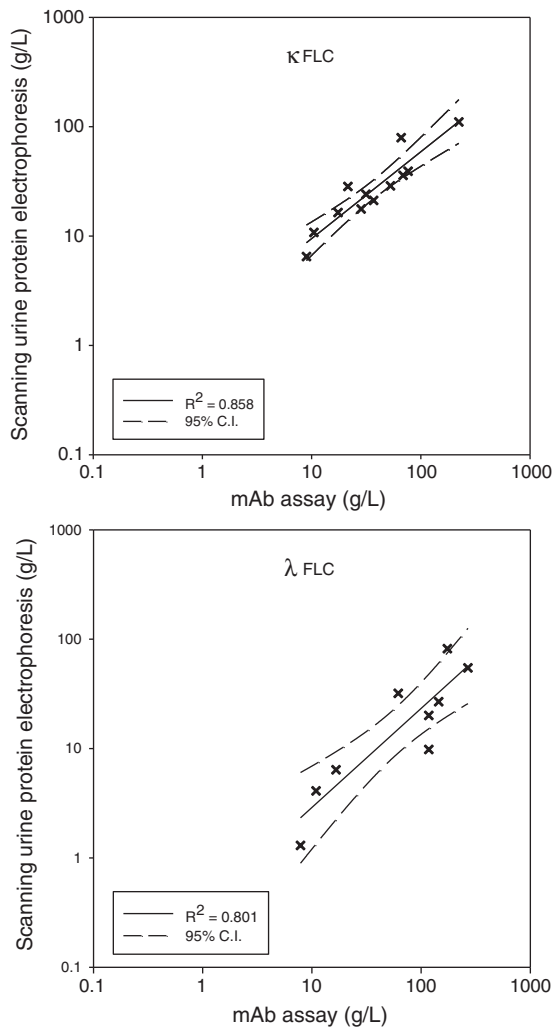 1000
100
10
1
0.1
Scanning urine protein electrophoresis (g/L)
κ FLC
R2 = 0.858
95% C.I.
0.1 1 10 100 1000
mAb assay (g/L)
1000
100
10
1
0.1
Scanning urine protein electrophoresis (g/L)
λ FLC
R2 = 0.801
95% C.I.
0.1 1 10 100 1000
mAb assay (g/L)